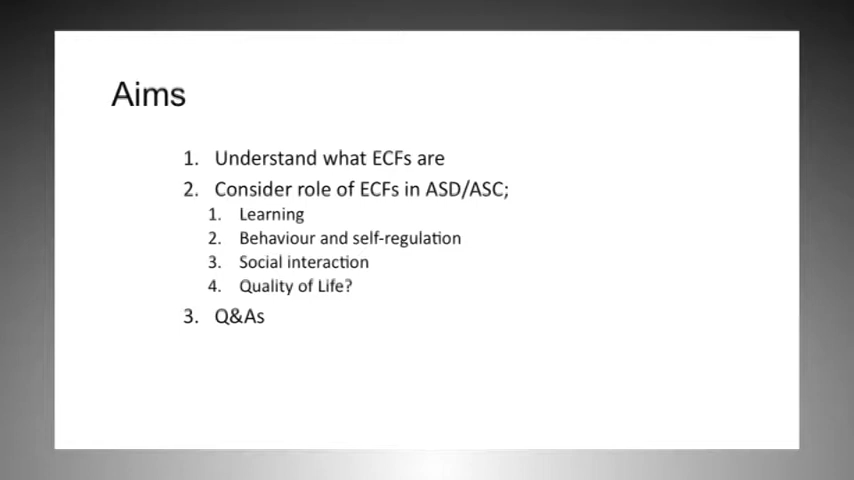 Aims
1. Understand what ECFs are
2. Consider role of ECFs in ASD/ASC;
1. Learning
2. Behaviour and self-regulation
3. Social interaction
4. Quality of Life?
3. Q&As